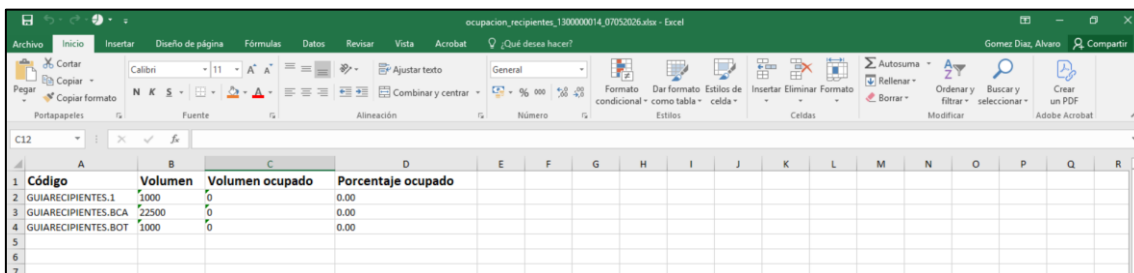 ocupacion_recipientes_1300000014_07052026.xlsx - Excel
Archivo Inicio Insertar Diseño de página Fórmulas Datos Revisar Vista Acrobat ¿Qué desea hacer? Gomez Diaz, Alvaro Compartir
Pegar
Cortar
Copiar
Copiar formato
Portapapeles
Calibri 11
N K S
Fuente
Ajustar texto
Combinar y centrar
Alineación
General
% 000
Número
Formato condicional
Dar formato como tabla
Estilos de celda
Estilos
Insertar Eliminar Formato
Celdas
Autosuma
Rellenar
Borrar
Ordenar y filtrar
Buscar y seleccionar
Modificar
Crear un PDF
Adobe Acrobat
C12 fx
A B C D E F G H I J K L M N O P Q R
1 Código Volumen Volumen ocupado Porcentaje ocupado
2 GUIARECIPIENTES.1 1000 0 0.00
3 GUIARECIPIENTES.BCA 22500 0 0.00
4 GUIARECIPIENTES.BOT 1000 0 0.00
5
6
7